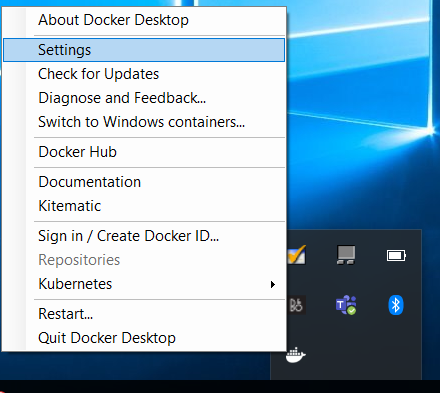 About Docker Desktop
Settings
Check for Updates
Diagnose and Feedback...
Switch to Windows containers...
Docker Hub
Documentation
Kitematic
Sign in / Create Docker ID...
Repositories
Kubernetes
Restart...
Quit Docker Desktop